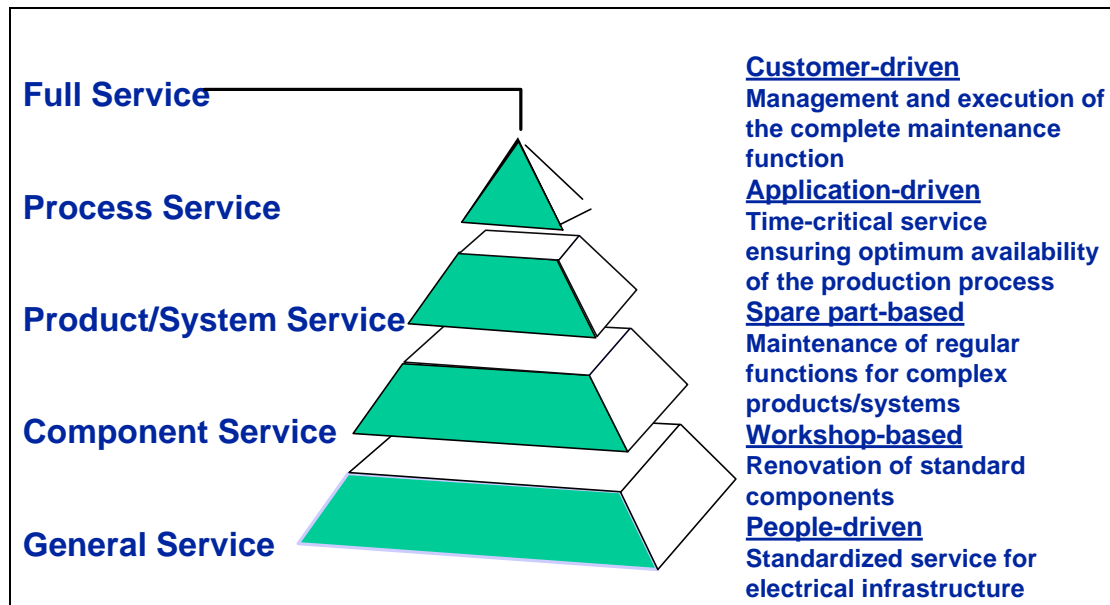 Full Service
Process Service
Product/System Service
Component Service
General Service
Customer-driven
Management and execution of
the complete maintenance
function
Application-driven
Time-critical service
ensuring optimum availability
of the production process
Spare part-based
Maintenance of regular
functions for complex
products/systems
Workshop-based
Renovation of standard
components
People-driven
Standardized service for
electrical infrastructure